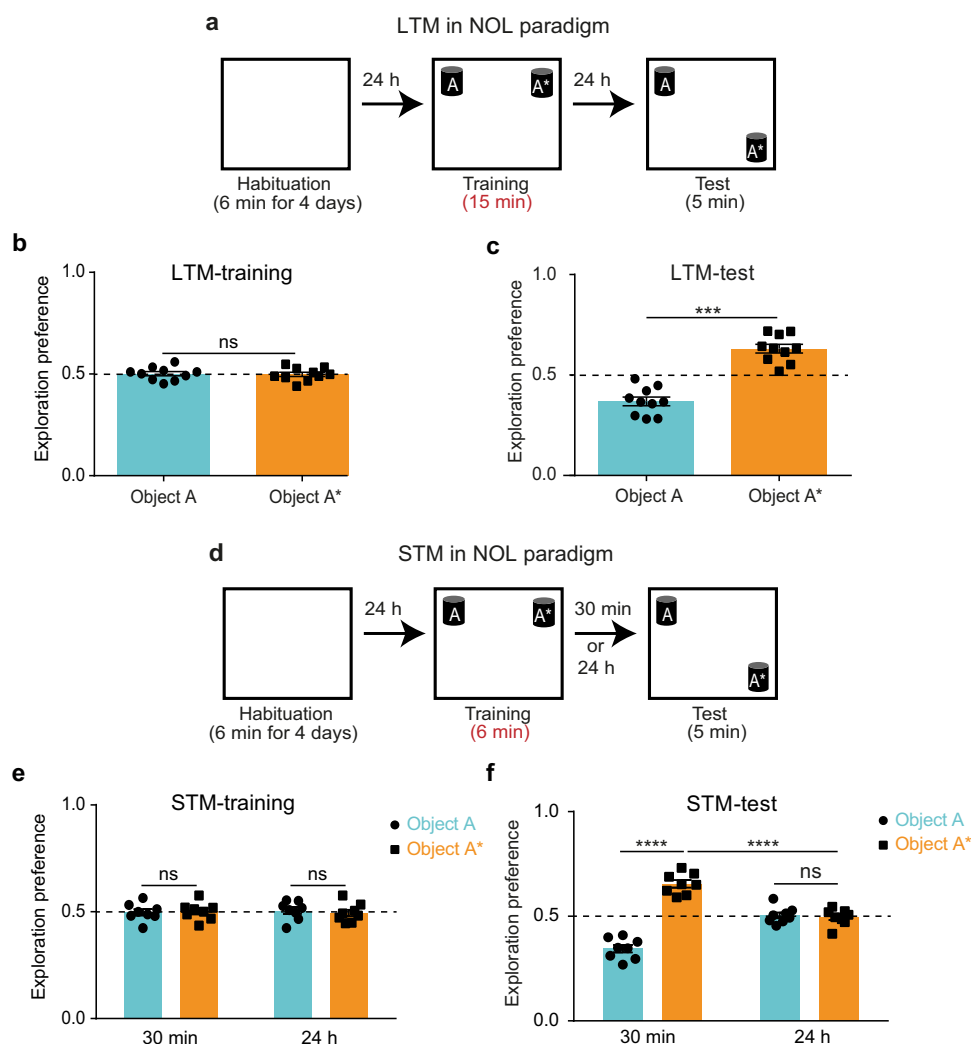 a
LTM in NOL paradigm
24 h
24 h
A
A*
A
A*
Habituation
(6 min for 4 days)
Training
(15 min)
Test
(5 min)
b
LTM-training
Exploration preference
1.0
0.5
0.0
ns
Object A
Object A*
c
LTM-test
Exploration preference
1.0
0.5
0.0
***
Object A
Object A*
d
STM in NOL paradigm
24 h
30 min
or
24 h
A
A*
A
A*
Habituation
(6 min for 4 days)
Training
(6 min)
Test
(5 min)
e
STM-training
Exploration preference
1.0
0.5
0.0
Object A
Object A*
ns
ns
30 min
24 h
f
STM-test
Exploration preference
1.0
0.5
0.0
Object A
Object A*
****
****
ns
30 min
24 h